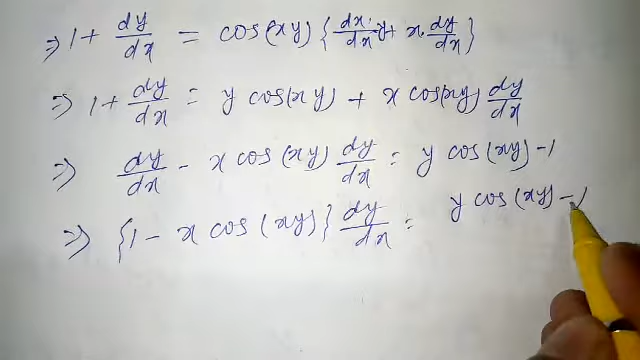 ⇒ 1 + dy/dx = cos(xy) {dx/dx · y + x · dy/dx}
⇒ 1 + dy/dx = y cos(xy) + x cos(xy) dy/dx
⇒ dy/dx - x cos(xy) dy/dx = y cos(xy) - 1
⇒ {1 - x cos(xy)} dy/dx = y cos(xy) - 1